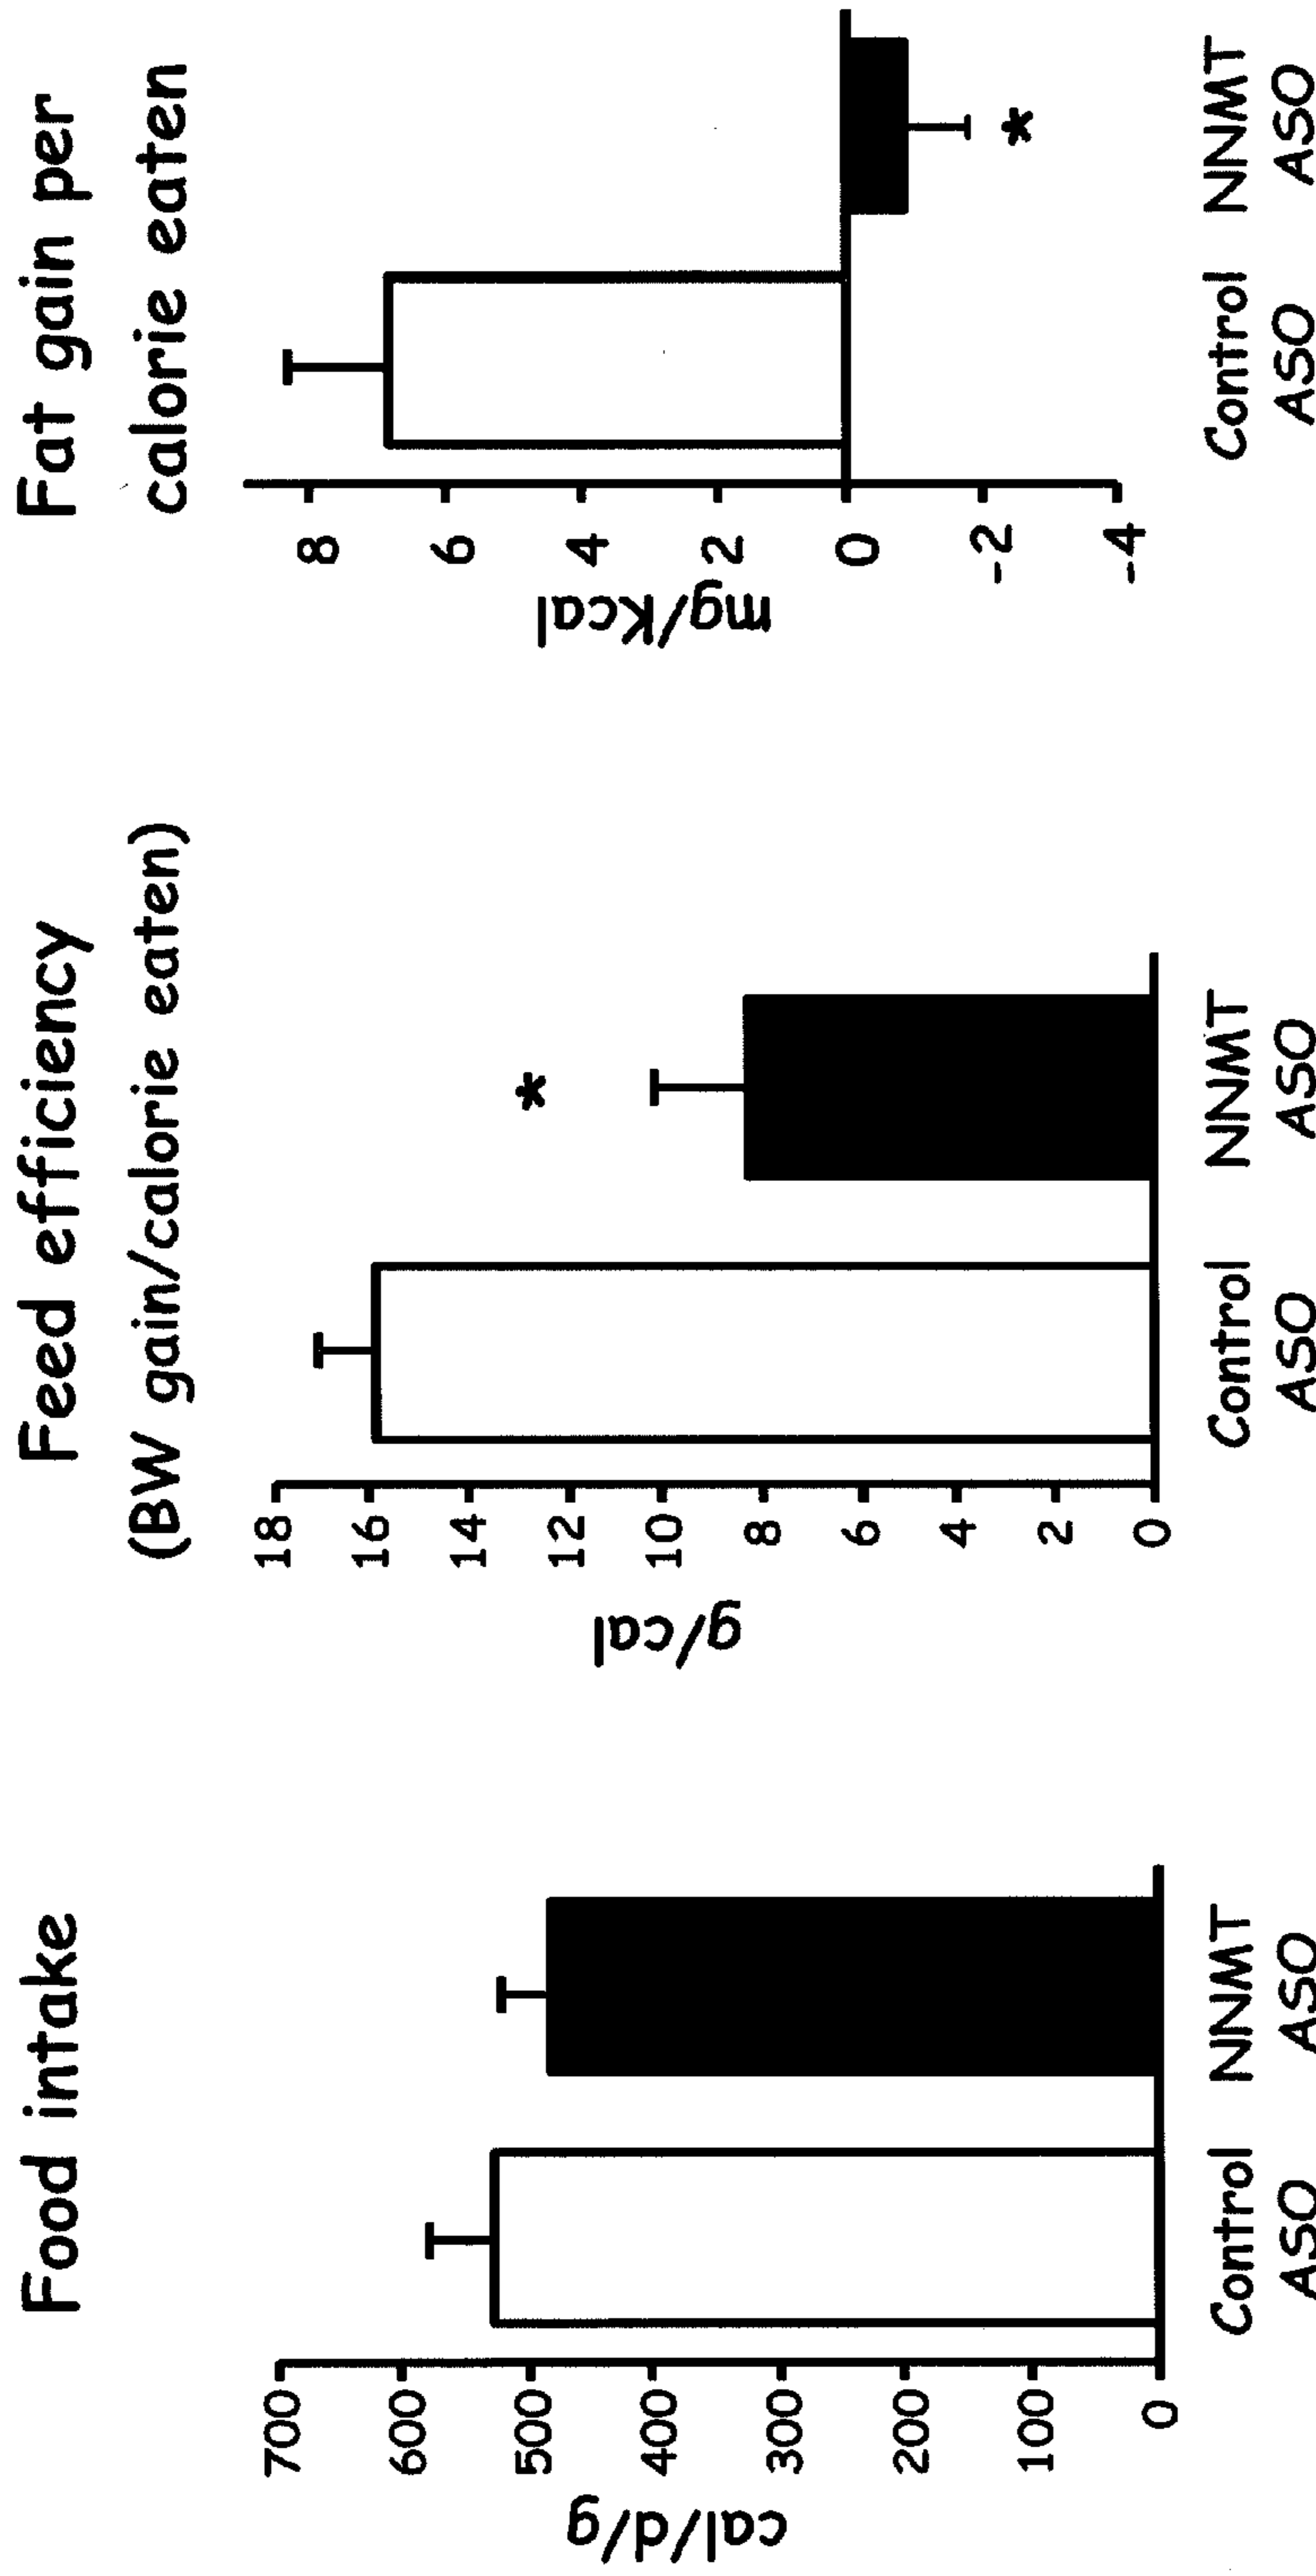 Food intake
cal/d/g
700
600
500
400
300
200
100
0
Control NNMT
ASO ASO
Feed efficiency
(BW gain/calorie eaten)
g/cal
18
16
14
12
10
8
6
4
2
0
*
Control NNMT
ASO ASO
Fat gain per
calorie eaten
mg/Kcal
8
6
4
2
0
-2
-4
*
Control NNMT
ASO ASO